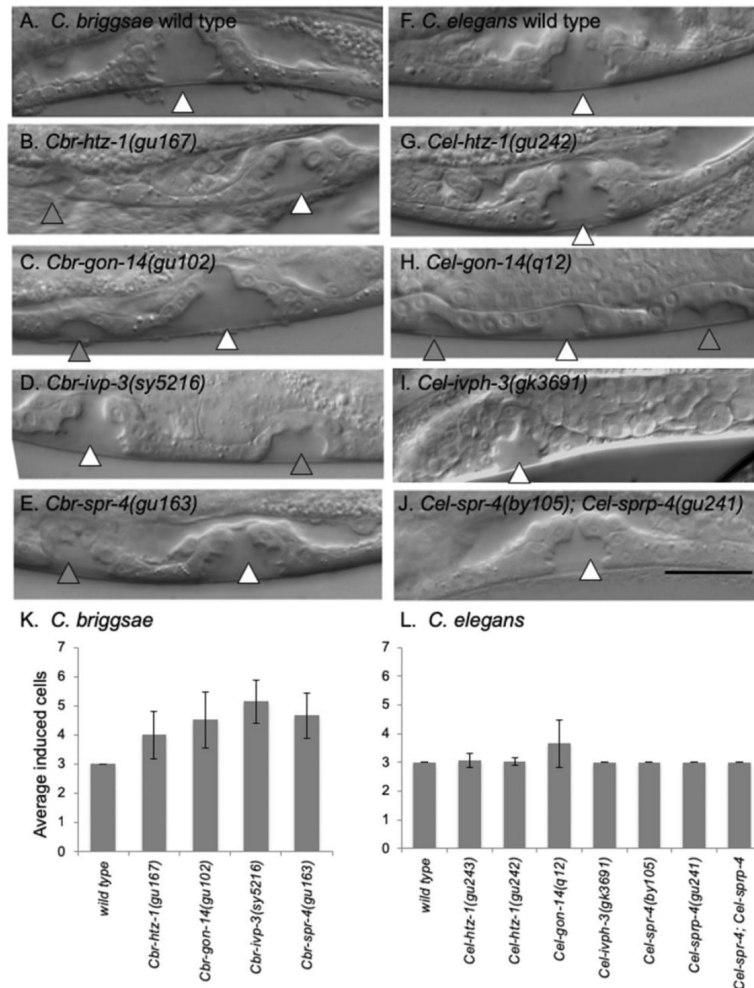 A. C. briggsae wild type
F. C. elegans wild type
B. Cbr-htz-1(gu167)
G. Cel-htz-1(gu242)
C. Cbr-gon-14(gu102)
H. Cel-gon-14(q12)
D. Cbr-ivp-3(sy5216)
I. Cel-ivph-3(gk3691)
E. Cbr-spr-4(gu163)
J. Cel-spr-4(by105); Cel-sprp-4(gu241)
K. C. briggsae
Average induced cells
7
6
5
4
3
2
1
0
wild type
Cbr-htz-1(gu167)
Cbr-gon-14(gu102)
Cbr-ivp-3(sy5216)
Cbr-spr-4(gu163)
L. C. elegans
7
6
5
4
3
2
1
0
wild type
Cel-htz-1(gu243)
Cel-htz-1(gu242)
Cel-gon-14(q12)
Cel-ivph-3(gk3691)
Cel-spr-4(by105)
Cel-sprp-4(gu241)
Cel-spr-4; Cel-sprp-4